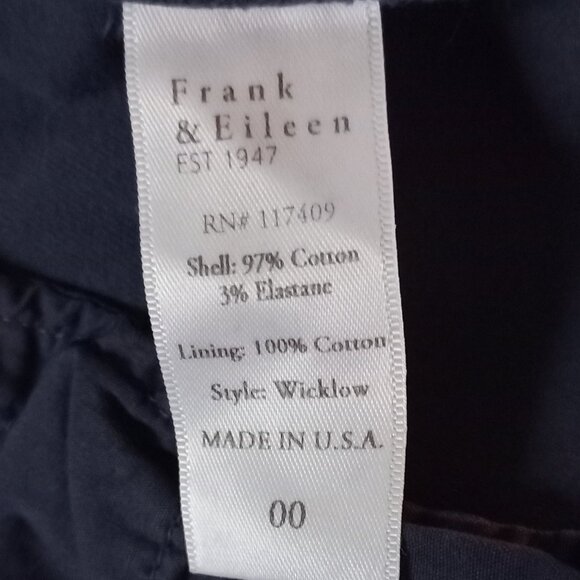 Frank
& Eileen
EST 1947
RN# 117409
Shell: 97% Cotton
3% Elastane
Lining: 100% Cotton
Style: Wicklow
MADE IN U.S.A.
00